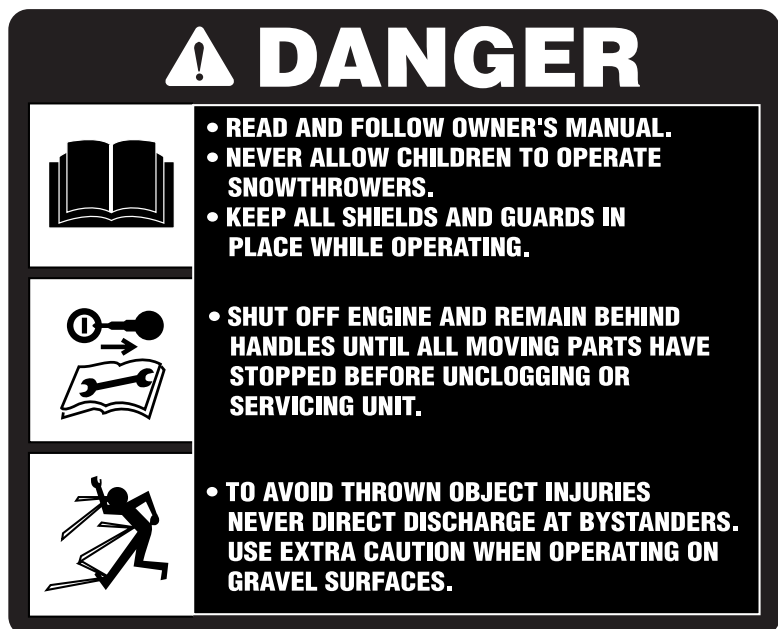 DANGER
• READ AND FOLLOW OWNER'S MANUAL.
• NEVER ALLOW CHILDREN TO OPERATE
SNOWTHROWERS.
• KEEP ALL SHIELDS AND GUARDS IN
PLACE WHILE OPERATING.
• SHUT OFF ENGINE AND REMAIN BEHIND
HANDLES UNTIL ALL MOVING PARTS HAVE
STOPPED BEFORE UNCLOGGING OR
SERVICING UNIT.
• TO AVOID THROWN OBJECT INJURIES
NEVER DIRECT DISCHARGE AT BYSTANDERS.
USE EXTRA CAUTION WHEN OPERATING ON
GRAVEL SURFACES.